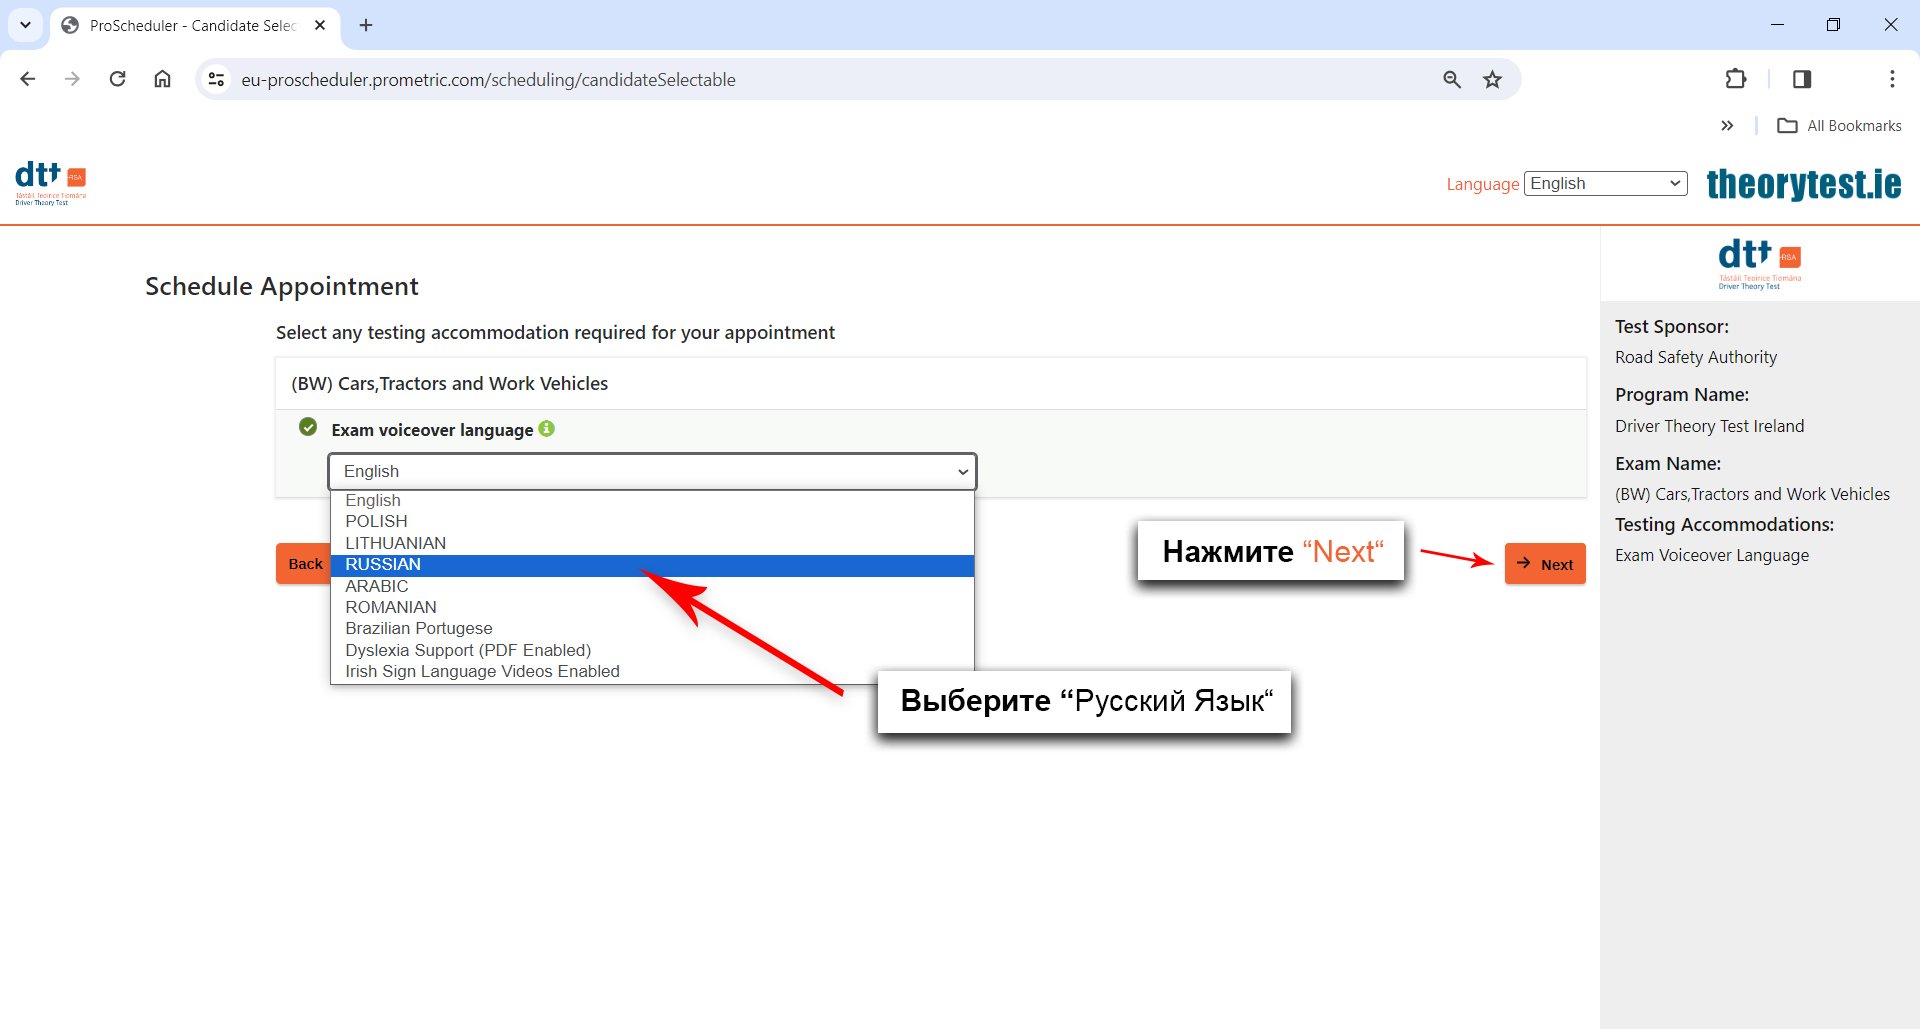 ProScheduler - Candidate Selec
eu-proscheduler.prometric.com/scheduling/candidateSelectable
All Bookmarks
dtt RSA
Tástáil Teoirice Tiomána
Driver Theory Test
Language English
theorytest.ie
dtt RSA
Tástáil Teoirice Tiomána
Driver Theory Test
Schedule Appointment
Select any testing accommodation required for your appointment
(BW) Cars,Tractors and Work Vehicles
Exam voiceover language
English
English
POLISH
LITHUANIAN
RUSSIAN
ARABIC
ROMANIAN
Brazilian Portugese
Dyslexia Support (PDF Enabled)
Irish Sign Language Videos Enabled
Back
Нажмите “Next“
Next
Выберите “Русский Язык“
Test Sponsor:
Road Safety Authority
Program Name:
Driver Theory Test Ireland
Exam Name:
(BW) Cars,Tractors and Work Vehicles
Testing Accommodations:
Exam Voiceover Language